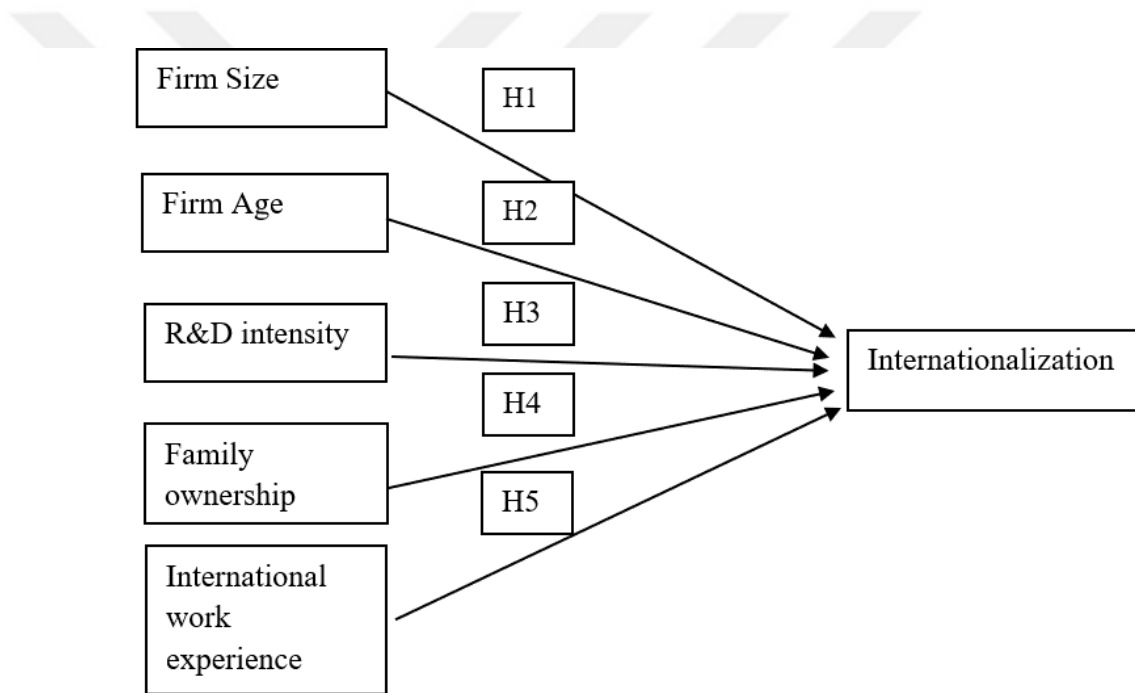 Firm Size
H1
Firm Age
H2
R&D intensity
H3
Internationalization
H4
Family
ownership
H5
International
work
experience